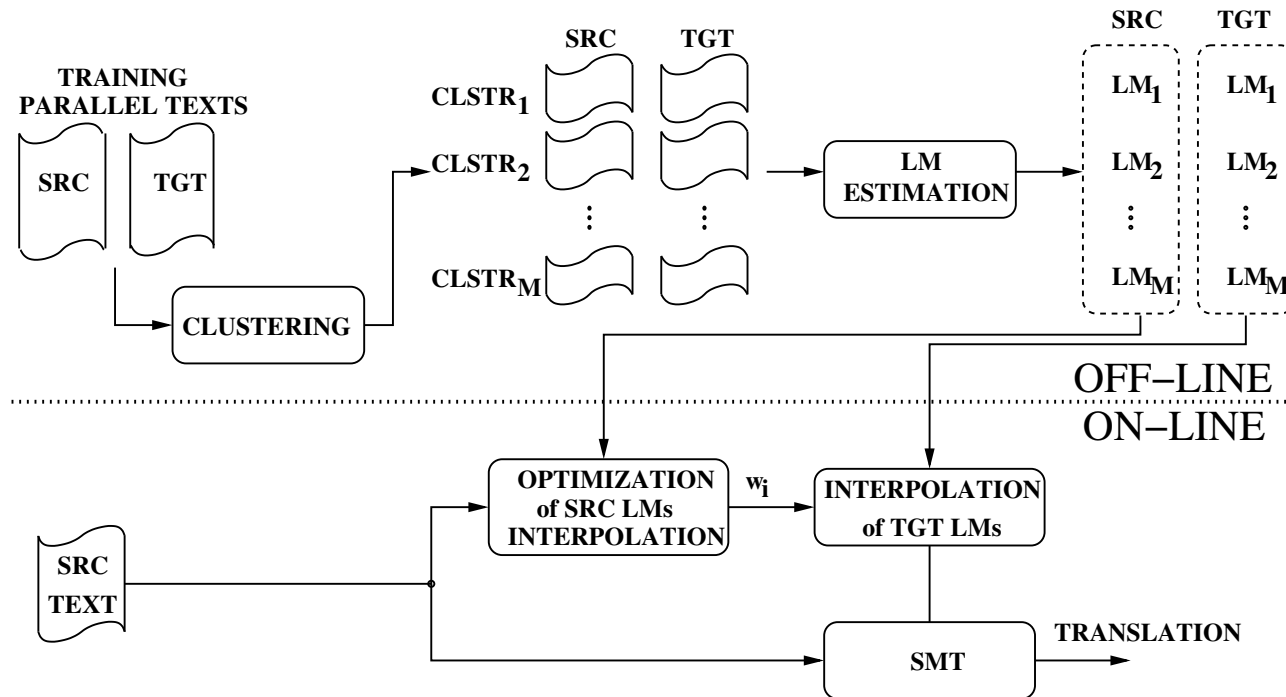 TRAINING
PARALLEL TEXTS
SRC
TGT
CLUSTERING
SRC
TGT
CLSTR1
CLSTR2
CLSTRM
LM
ESTIMATION
SRC
TGT
LM1
LM1
LM2
LM2
LMM
LMM
OFF–LINE
ON–LINE
SRC
TEXT
OPTIMIZATION
of SRC LMs
INTERPOLATION
wi
INTERPOLATION
of TGT LMs
SMT
TRANSLATION